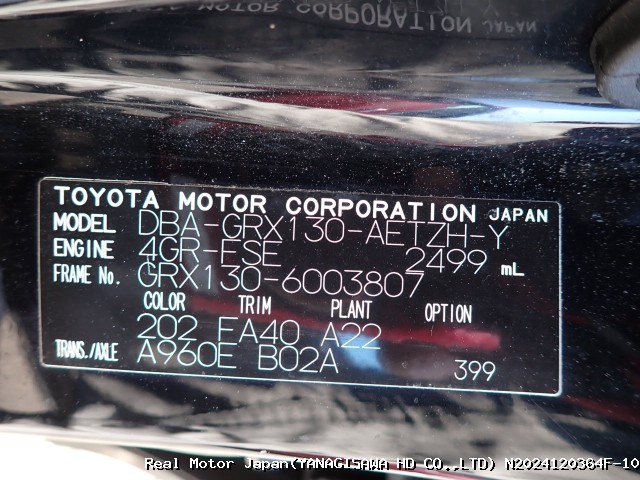 TOYOTA MOTOR CORPORATION JAPAN
MODEL DBA-GRX130-AETZH-Y
ENGINE 4GR-FSE 2499 mL
FRAME No. GRX130-6003807
COLOR TRIM PLANT OPTION
202 FA40 A22
TRANS./AXLE A960E B02A 399
Real Motor Japan(YANAGISAWA HD CO.,LTD) N2024120364F-10